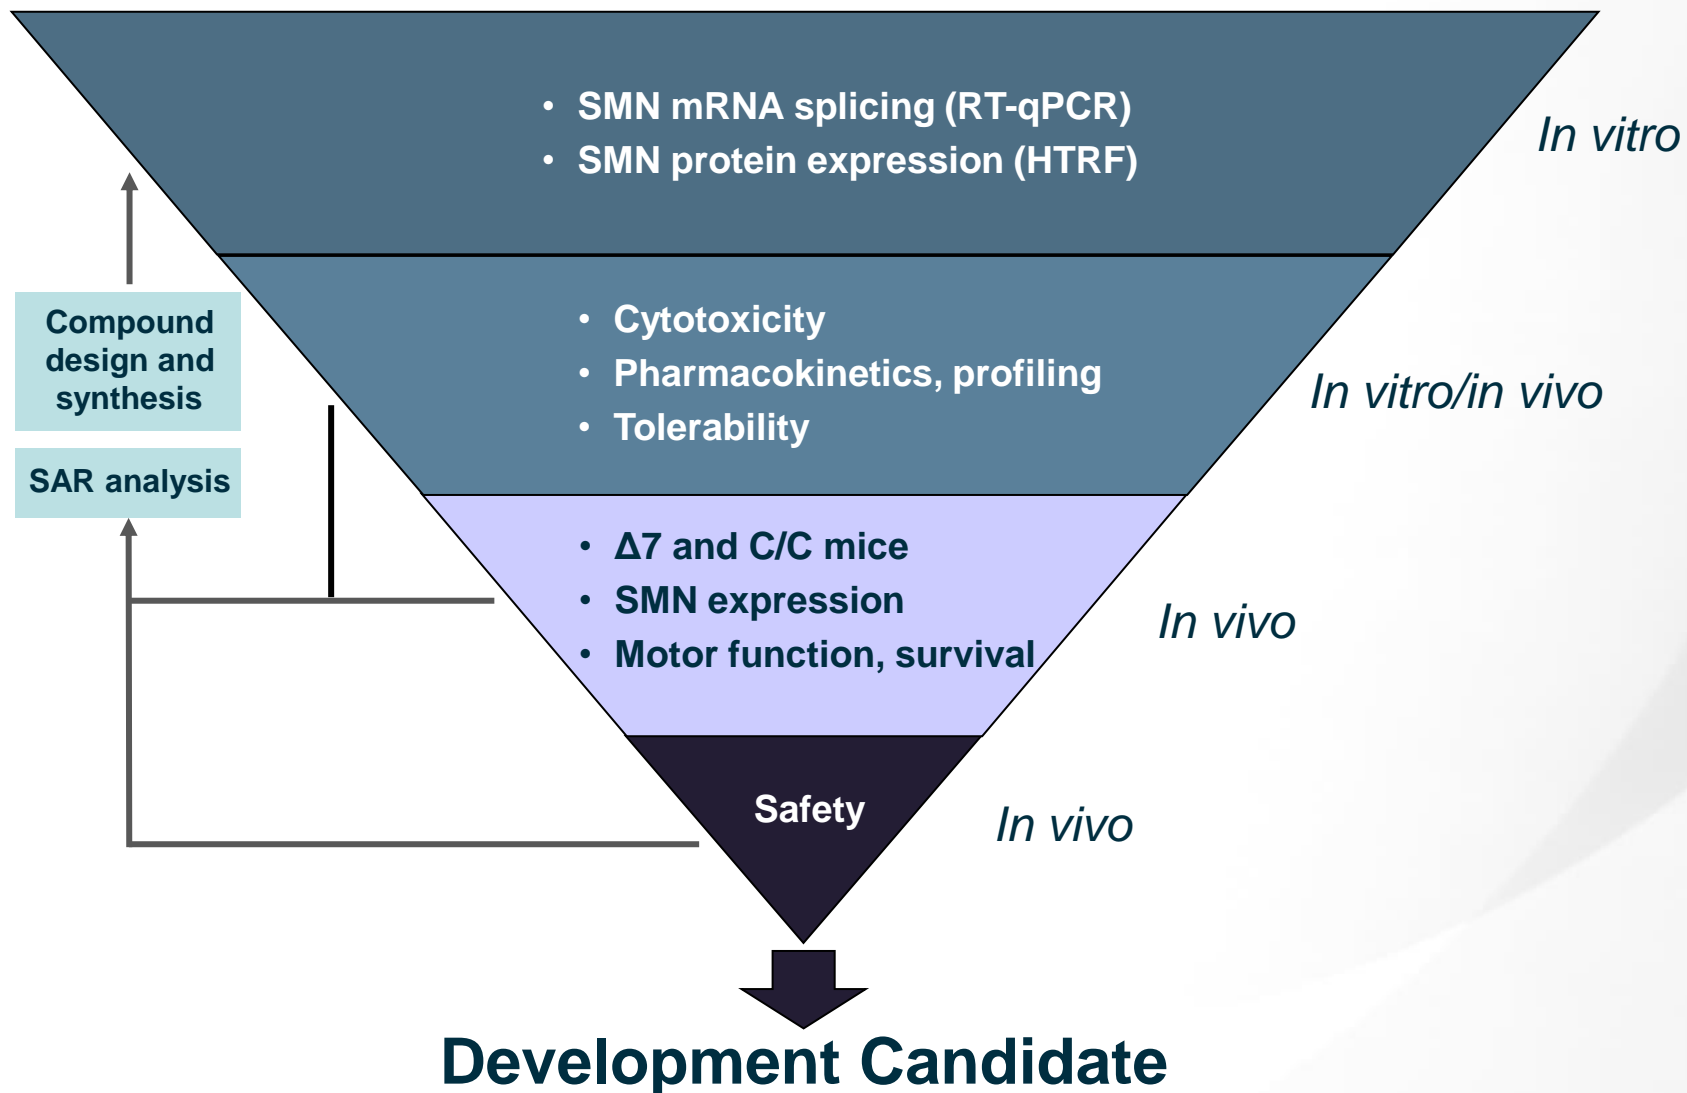 • SMN mRNA splicing (RT-qPCR)
• SMN protein expression (HTRF)
In vitro
Compound
design and
synthesis
SAR analysis
• Cytotoxicity
• Pharmacokinetics, profiling
• Tolerability
In vitro/in vivo
• Δ7 and C/C mice
• SMN expression
• Motor function, survival
In vivo
Safety
In vivo
Development Candidate